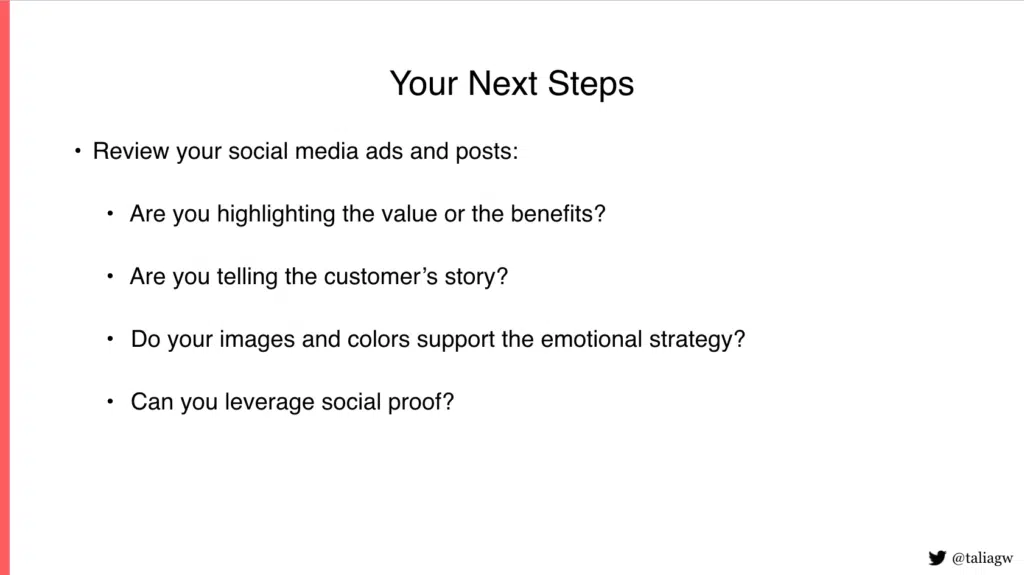 Your Next Steps
• Review your social media ads and posts:
• Are you highlighting the value or the benefits?
• Are you telling the customer’s story?
• Do your images and colors support the emotional strategy?
• Can you leverage social proof?
@taliagw